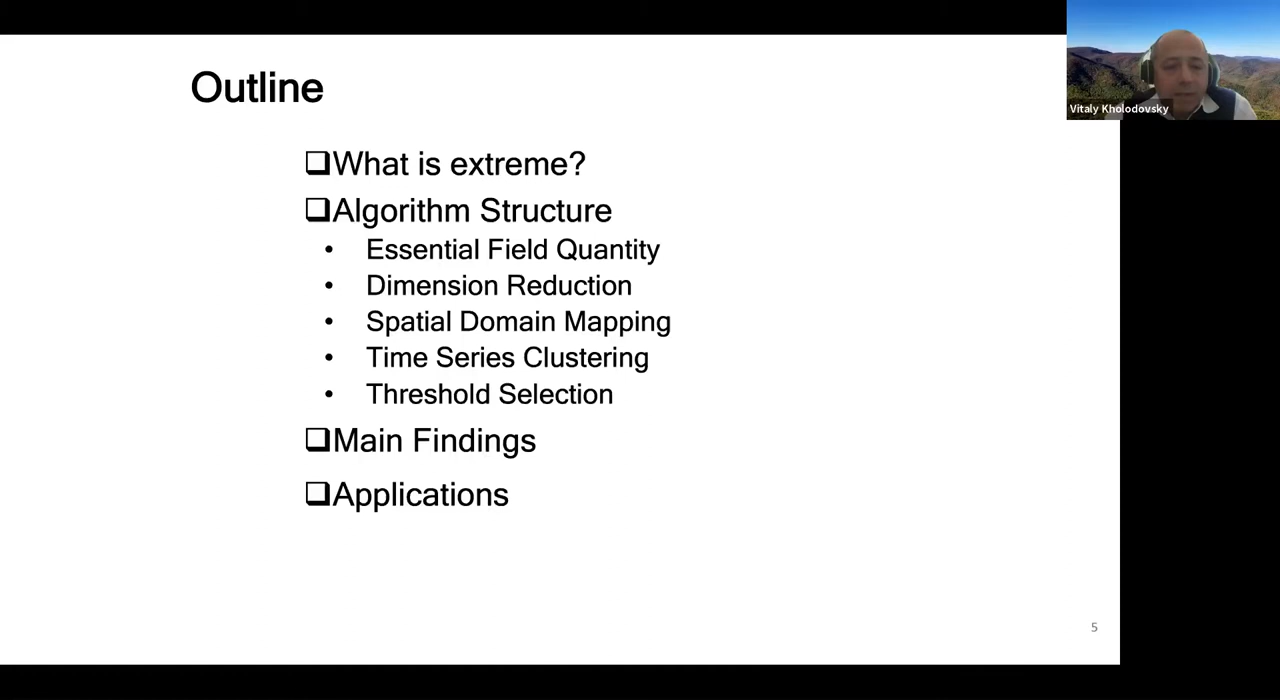 Outline
Vitaly Kholodovsky
❑What is extreme?
❑Algorithm Structure
• Essential Field Quantity
• Dimension Reduction
• Spatial Domain Mapping
• Time Series Clustering
• Threshold Selection
❑Main Findings
❑Applications
5